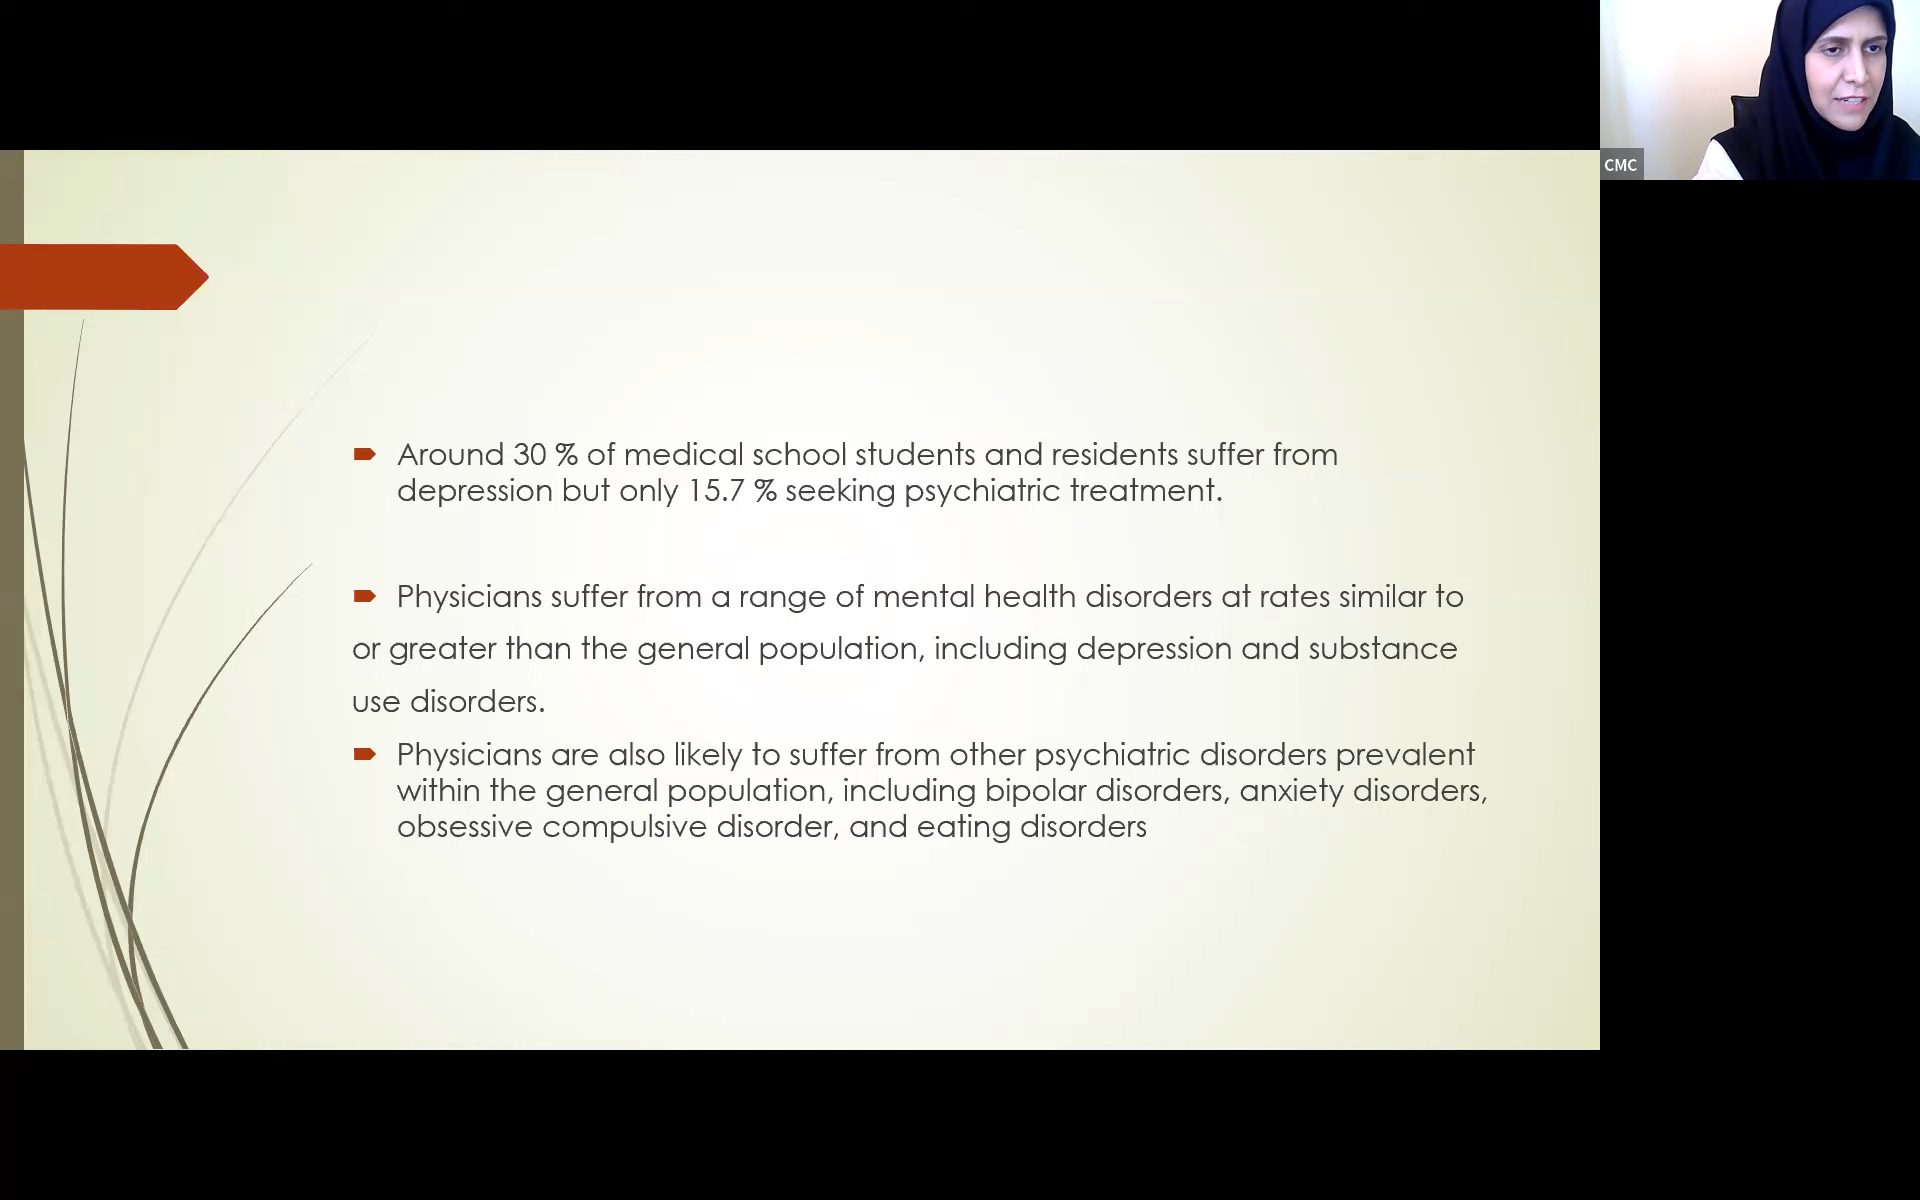 CMC
Around 30 % of medical school students and residents suffer from
depression but only 15.7 % seeking psychiatric treatment.
Physicians suffer from a range of mental health disorders at rates similar to
or greater than the general population, including depression and substance
use disorders.
Physicians are also likely to suffer from other psychiatric disorders prevalent
within the general population, including bipolar disorders, anxiety disorders,
obsessive compulsive disorder, and eating disorders